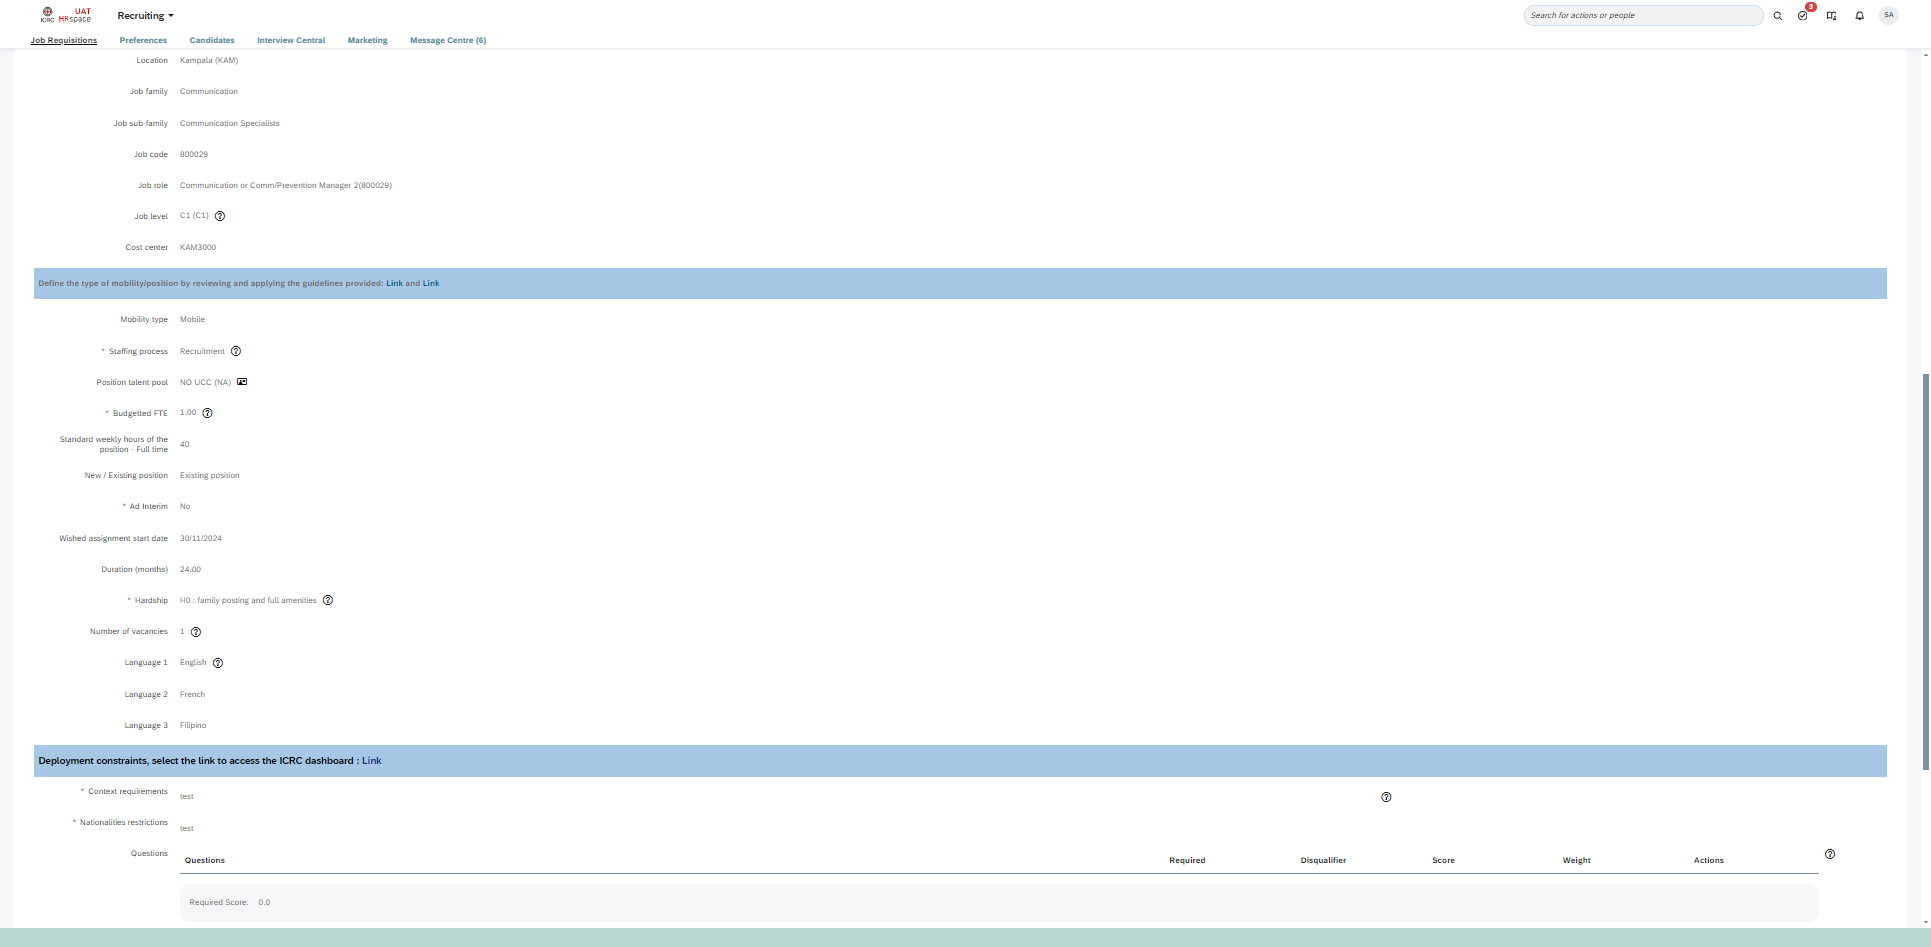 ICRC UAT HRspace Recruiting Search for actions or people 3 SA
Job Requisitions Preferences Candidates Interview Central Marketing Message Centre (6)
Location Kampala (KAM)
Job family Communication
Job sub-family Communication Specialists
Job code 800029
Job role Communication or Comm/Prevention Manager 2(800029)
Job level C1 (C1)
Cost center KAM3000
Define the type of mobility/position by reviewing and applying the guidelines provided: Link and Link
Mobility type Mobile
* Staffing process Recruitment
Position talent pool NO UCC (NA)
* Budgetted FTE 1.00
Standard weekly hours of the
position - Full time 40
New / Existing position Existing position
* Ad Interim No
Wished assignment start date 30/11/2024
Duration (months) 24.00
* Hardship H0 : family posting and full amenities
Number of vacancies 1
Language 1 English
Language 2 French
Language 3 Filipino
Deployment constraints, select the link to access the ICRC dashboard : Link
* Context requirements test
* Nationalities restrictions test
Questions Questions Required Disqualifier Score Weight Actions
Required Score: 0.0